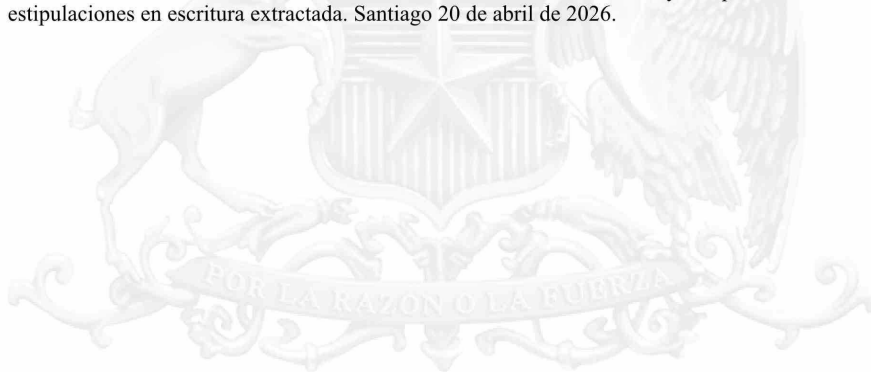 estipulaciones en escritura extractada. Santiago 20 de abril de 2026.
POR LA RAZON O LA FUERZA